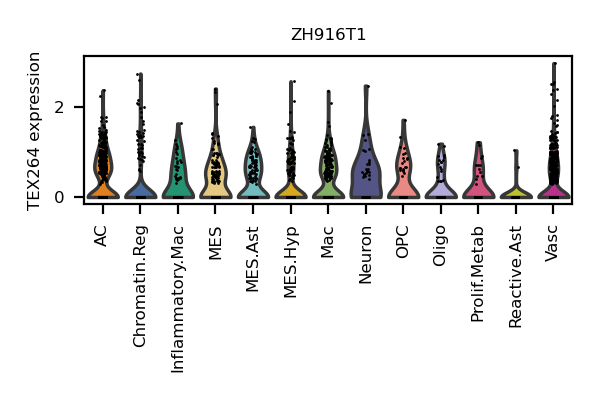 ZH916T1
TEX264 expression
2
0
AC
Chromatin.Reg
Inflammatory.Mac
MES
MES.Ast
MES.Hyp
Mac
Neuron
OPC
Oligo
Prolif.Metab
Reactive.Ast
Vasc